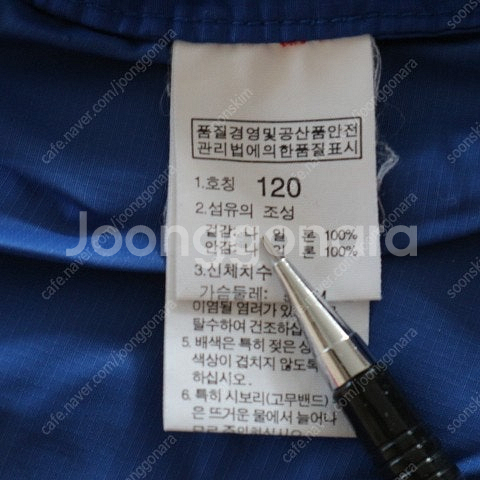 품질경영및공산품안전
관리법에의한품질표시
1.호칭 120
2.섬유의 조성
겉감: 나 일 론 100%
안감: 나 일 론 100%
3.신체치수
가슴둘레:
이염될 염려가
탈수하여 건조하십
5. 배색은 특히 젖은
색상이 겹치지 않도록
하십시오.
6. 특히 시보리(고무밴드)
은 뜨거운 물에서 늘어나
Joonggonara
cafe.naver.com/joonggonara
soonskim